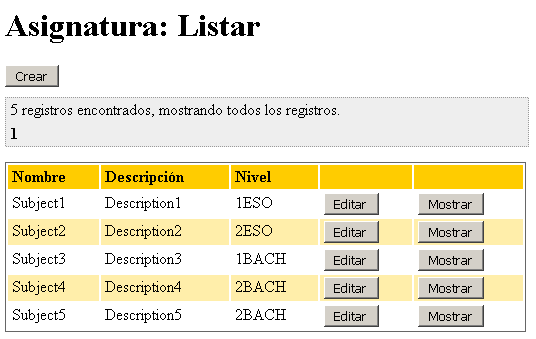 Asignatura: Listar
Crear
5 registros encontrados, mostrando todos los registros.
1
Nombre Descripción Nivel
Subject1 Description1 1ESO Editar Mostrar
Subject2 Description2 2ESO Editar Mostrar
Subject3 Description3 1BACH Editar Mostrar
Subject4 Description4 2BACH Editar Mostrar
Subject5 Description5 2BACH Editar Mostrar